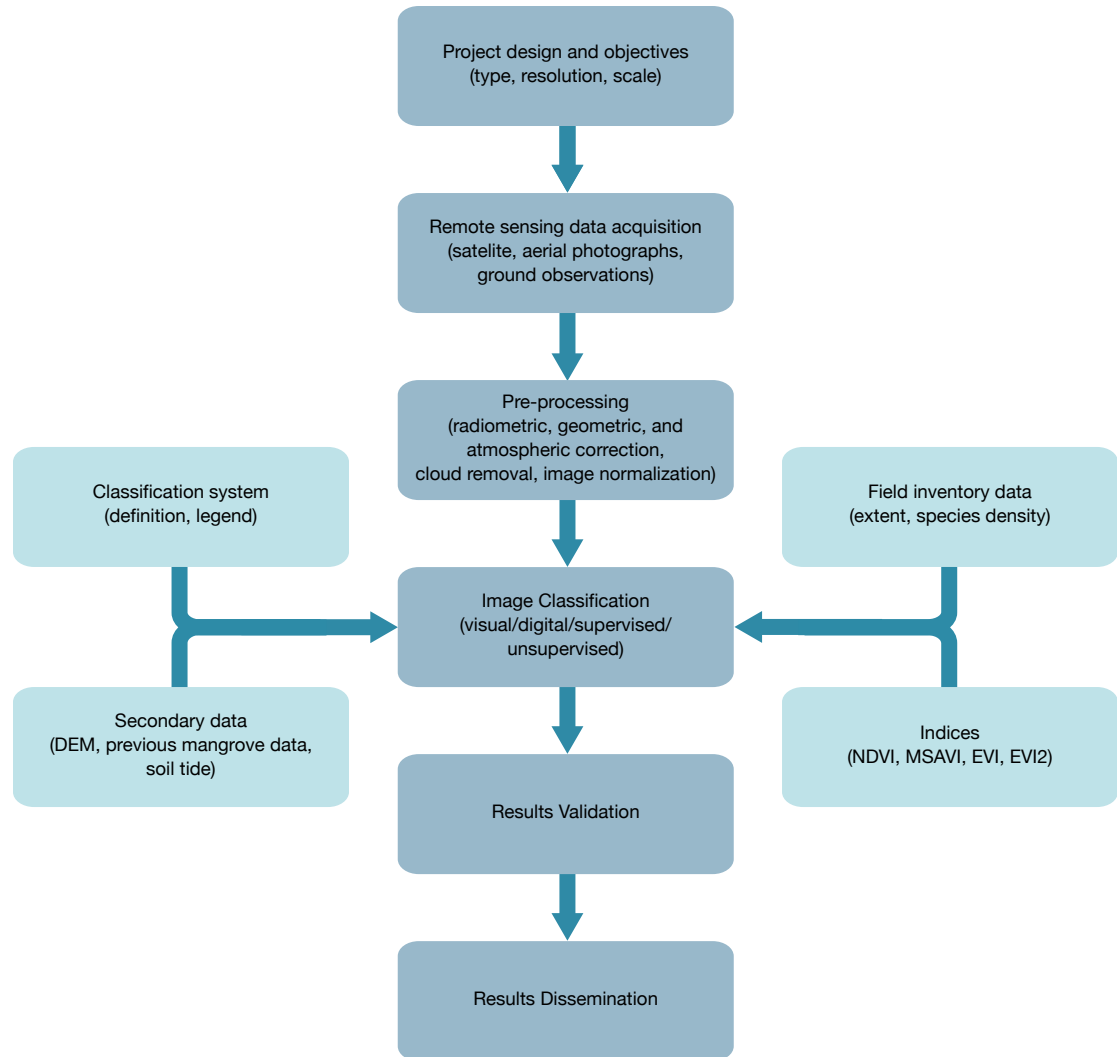 Project design and objectives
(type, resolution, scale)
Remote sensing data acquisition
(satelite, aerial photographs,
ground observations)
Pre-processing
(radiometric, geometric, and
atmospheric correction,
cloud removal, image normalization)
Classification system
(definition, legend)
Field inventory data
(extent, species density)
Image Classification
(visual/digital/supervised/
unsupervised)
Secondary data
(DEM, previous mangrove data,
soil tide)
Indices
(NDVI, MSAVI, EVI, EVI2)
Results Validation
Results Dissemination